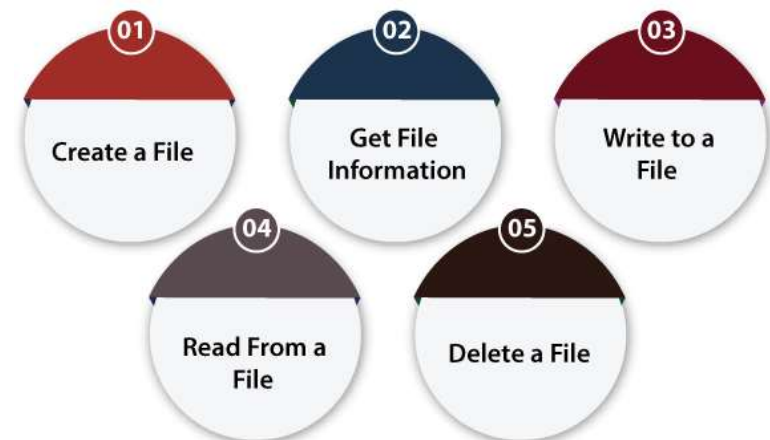 01
Create a File
02
Get File
Information
03
Write to a
File
04
Read From a
File
05
Delete a File